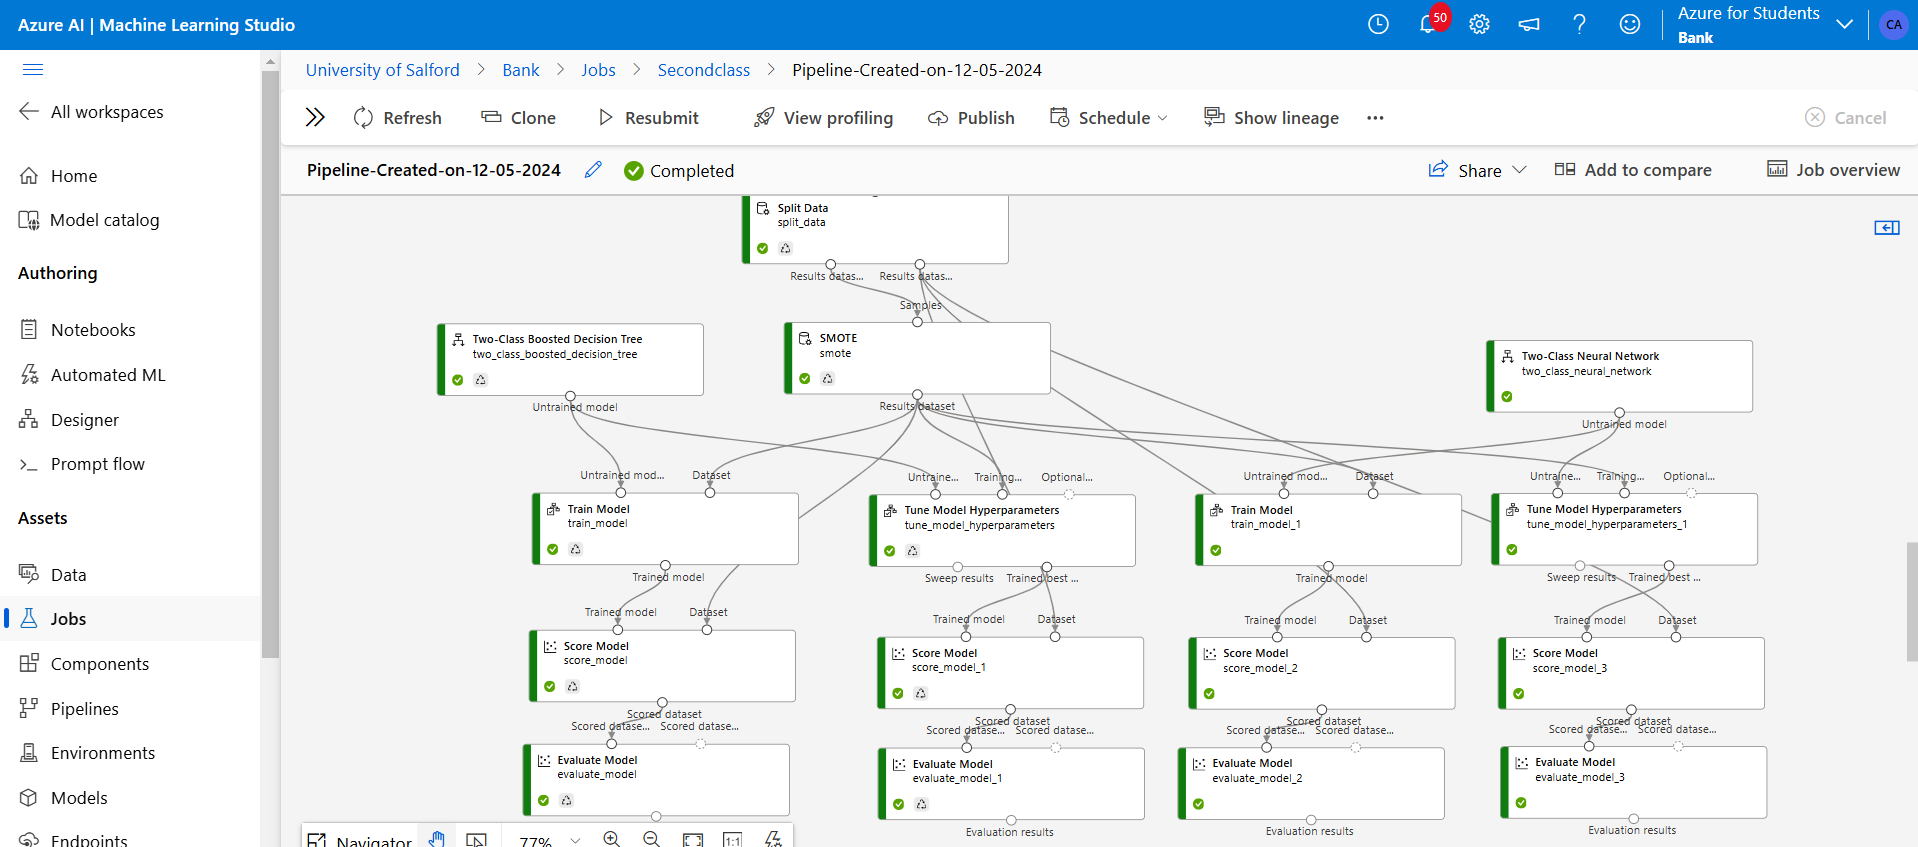 Azure AI | Machine Learning Studio
50
Azure for Students
Bank
CA
All workspaces
Home
Model catalog
Authoring
Notebooks
Automated ML
Designer
Prompt flow
Assets
Data
Jobs
Components
Pipelines
Environments
Models
Endpoints
University of Salford > Bank > Jobs > Secondclass > Pipeline-Created-on-12-05-2024
Refresh Clone Resubmit View profiling Publish Schedule Show lineage ... Cancel
Pipeline-Created-on-12-05-2024 Completed Share Add to compare Job overview
Split Data
split_data
Results datas... Results datas...
Samples
Two-Class Boosted Decision Tree
two_class_boosted_decision_tree
Untrained model
SMOTE
smote
Results dataset
Two-Class Neural Network
two_class_neural_network
Untrained model
Untrained mod... Dataset
Train Model
train_model
Trained model
Untraine... Training... Optional...
Tune Model Hyperparameters
tune_model_hyperparameters
Sweep results Trained best ...
Untrained mod... Dataset
Train Model
train_model_1
Trained model
Untraine... Training... Optional...
Tune Model Hyperparameters
tune_model_hyperparameters_1
Sweep results Trained best ...
Trained model Dataset
Score Model
score_model
Scored dataset
Trained model Dataset
Score Model
score_model_1
Scored dataset
Trained model Dataset
Score Model
score_model_2
Scored dataset
Trained model Dataset
Score Model
score_model_3
Scored dataset
Scored datase... Scored datase...
Evaluate Model
evaluate_model
Scored datase... Scored datase...
Evaluate Model
evaluate_model_1
Evaluation results
Scored datase... Scored datase...
Evaluate Model
evaluate_model_2
Evaluation results
Scored datase... Scored datase...
Evaluate Model
evaluate_model_3
Evaluation results
Navigator 77% 1:1